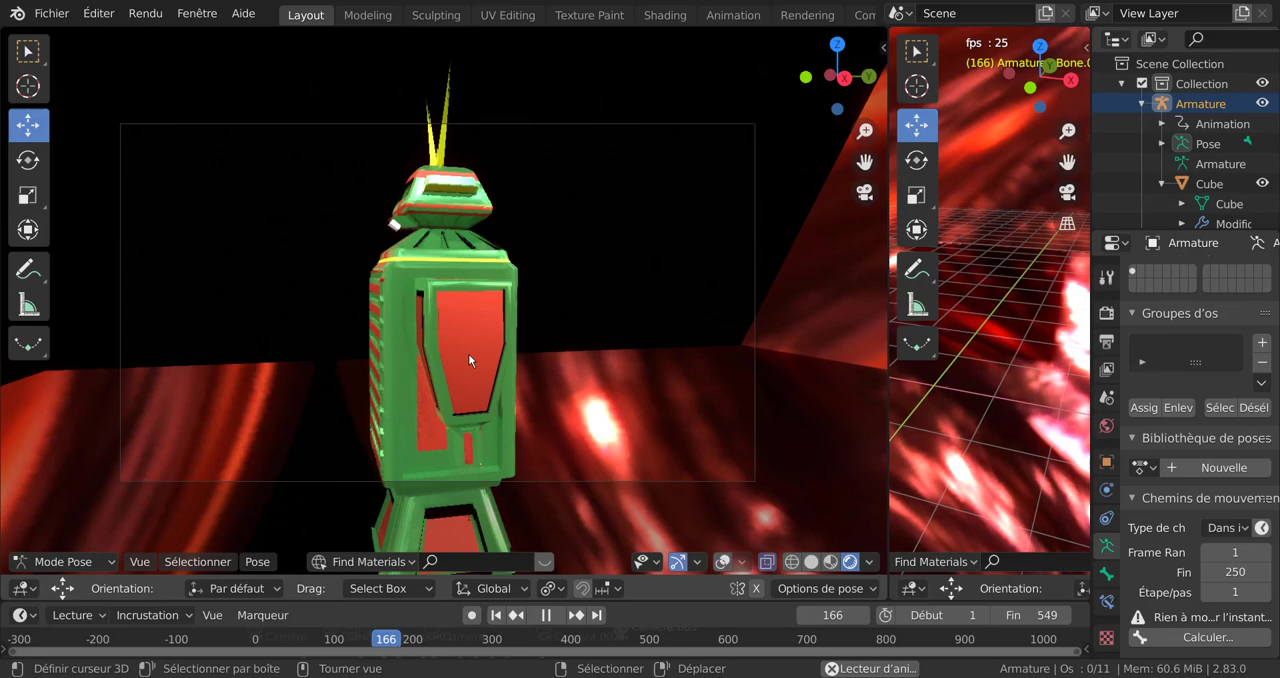 Fichier Éditer Rendu Fenêtre Aide Layout Modeling Sculpting UV Editing Texture Paint Shading Animation Rendering Com Scene View Layer
fps : 25
(166) Armature Bone.0
Z
Y
X
Z
Y
X
Scene Collection
Collection
Armature
Animation
Pose
Armature
Cube
Cube
Modific
Armature A
Groupes d'os
Assig Enlev Sélec Désél
Bibliothèque de poses
Nouvelle
Chemins de mouvemen
Type de ch Dans l
Frame Ran 1
Fin 250
Étape/pas 1
Rien à mo...r l'instant...
Calculer...
Mode Pose Vue Sélectionner Pose Find Materials Find Materials
Orientation: Par défaut Drag: Select Box Global X Options de pose Orientation:
Lecture Incrustation Vue Marqueur 166 Début 1 Fin 549
-300 -200 -100 0 100 166 200 300 400 500 600 700 800 900 1000
Définir curseur 3D Sélectionner par boîte Tourner vue Sélectionner Déplacer Lecteur d'ani... Armature | Os : 0/11 | Mem: 60.6 MiB | 2.83.0